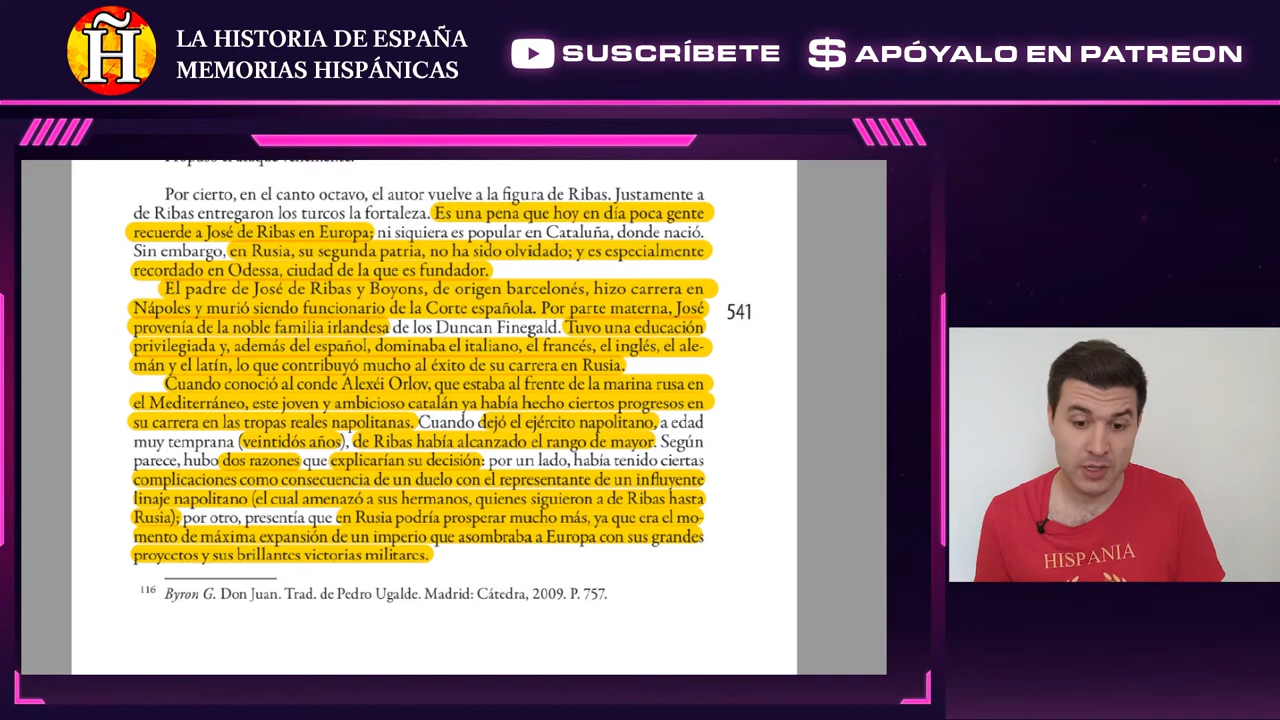 Ñ
LA HISTORIA DE ESPAÑA
MEMORIAS HISPÁNICAS
SUSCRÍBETE
$ APÓYALO EN PATREON
Por cierto, en el canto octavo, el autor vuelve a la figura de Ribas. Justamente a
de Ribas entregaron los turcos la fortaleza. Es una pena que hoy en día poca gente
recuerde a José de Ribas en Europa; ni siquiera es popular en Cataluña, donde nació.
Sin embargo, en Rusia, su segunda patria, no ha sido olvidado; y es especialmente
recordado en Odessa, ciudad de la que es fundador.
El padre de José de Ribas y Boyons, de origen barcelonés, hizo carrera en
Nápoles y murió siendo funcionario de la Corte española. Por parte materna, José
provenía de la noble familia irlandesa de los Duncan Finegald. Tuvo una educación
privilegiada y, además del español, dominaba el italiano, el francés, el inglés, el ale-
mán y el latín, lo que contribuyó mucho al éxito de su carrera en Rusia.
Cuando conoció al conde Alexéi Orlov, que estaba al frente de la marina rusa en
el Mediterráneo, este joven y ambicioso catalán ya había hecho ciertos progresos en
su carrera en las tropas reales napolitanas. Cuando dejó el ejército napolitano, a edad
muy temprana (veintidós años), de Ribas había alcanzado el rango de mayor. Según
parece, hubo dos razones que explicarían su decisión: por un lado, había tenido ciertas
complicaciones como consecuencia de un duelo con el representante de un influyente
linaje napolitano (el cual amenazó a sus hermanos, quienes siguieron a de Ribas hasta
Rusia); por otro, presentía que en Rusia podría prosperar mucho más, ya que era el mo-
mento de máxima expansión de un imperio que asombraba a Europa con sus grandes
proyectos y sus brillantes victorias militares.
541
116 Byron G. Don Juan. Trad. de Pedro Ugalde. Madrid: Cátedra, 2009. P. 757.
HISPANIA